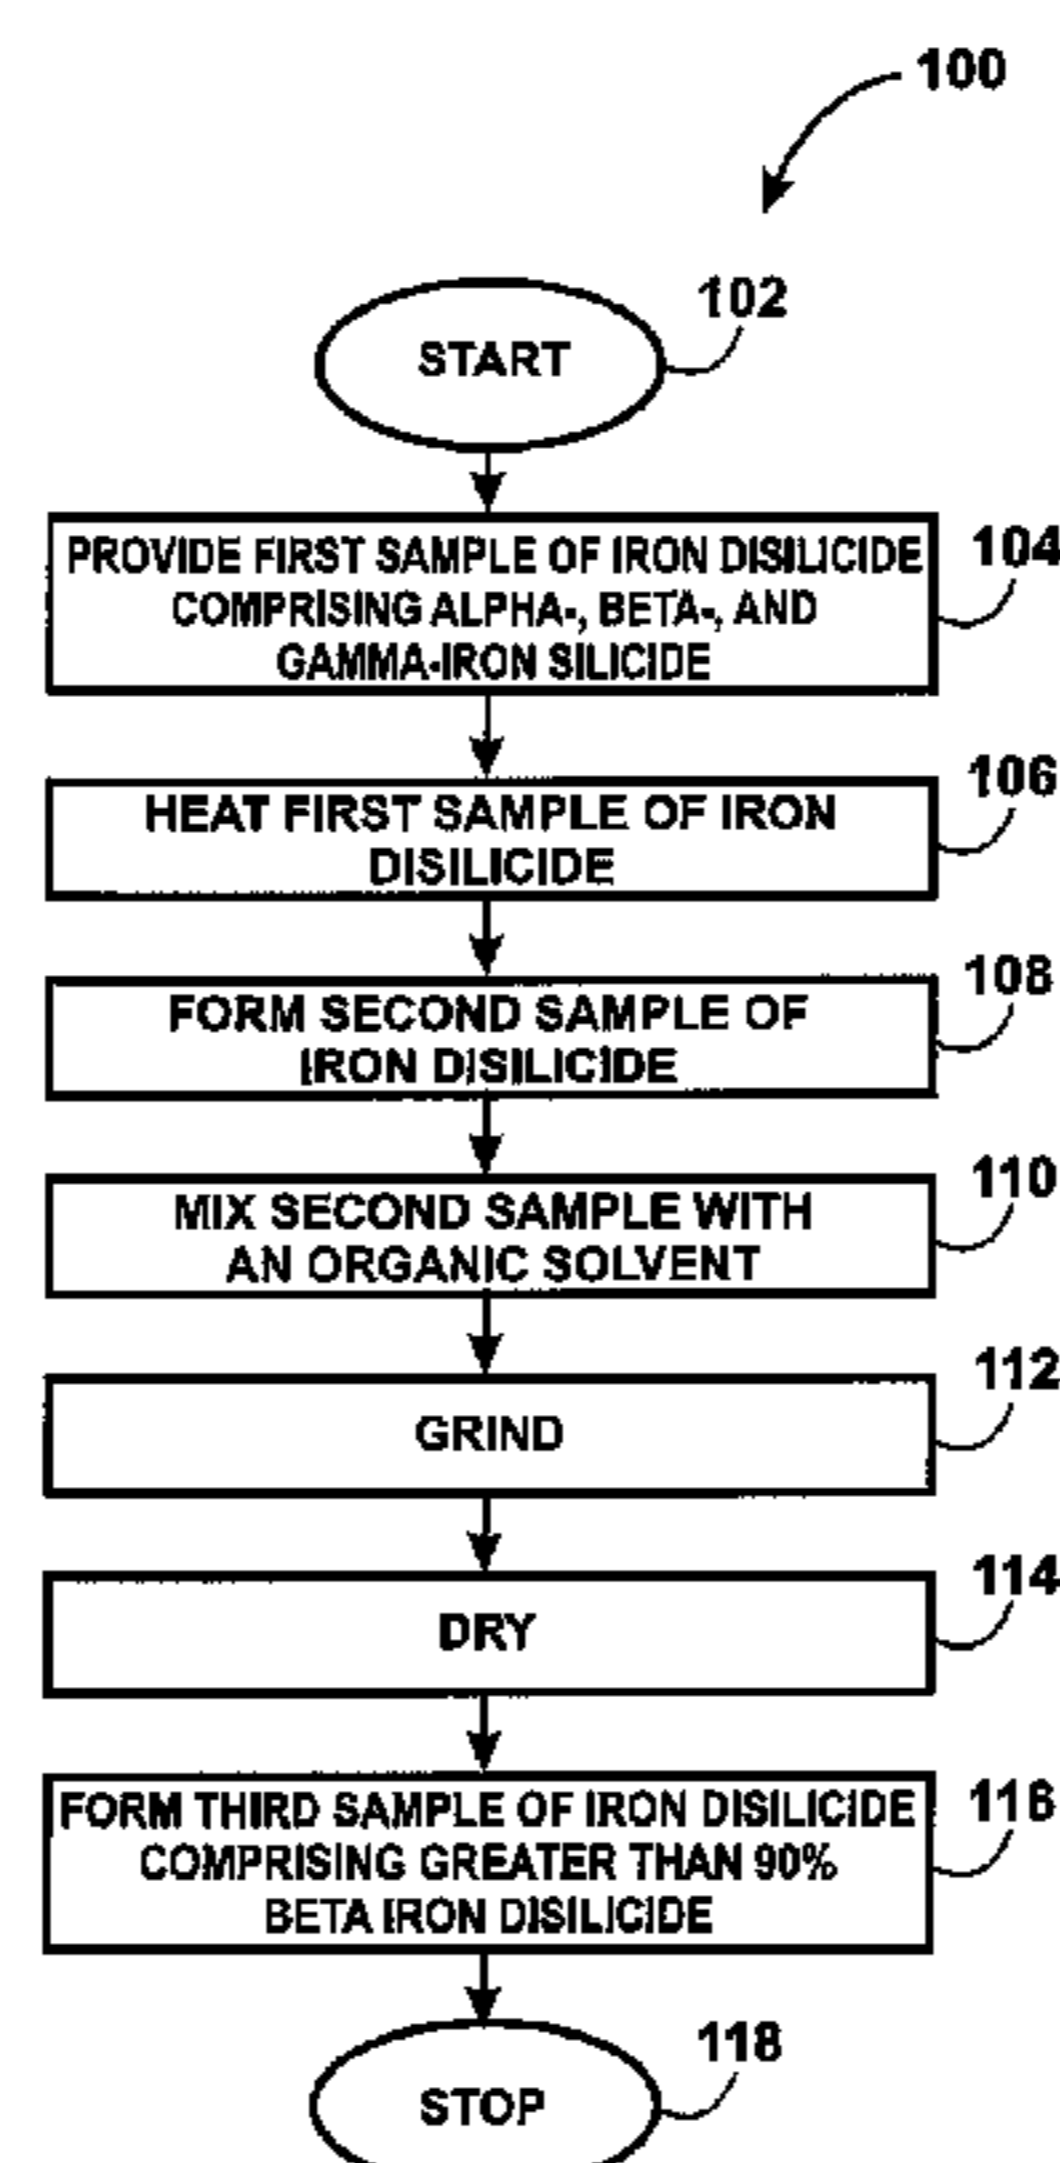 100
102
START
PROVIDE FIRST SAMPLE OF IRON DISILICIDE
COMPRISING ALPHA-, BETA-, AND
GAMMA-IRON SILICIDE
104
HEAT FIRST SAMPLE OF IRON
DISILICIDE
106
FORM SECOND SAMPLE OF
IRON DISILICIDE
108
MIX SECOND SAMPLE WITH
AN ORGANIC SOLVENT
110
GRIND
112
DRY
114
FORM THIRD SAMPLE OF IRON DISILICIDE
COMPRISING GREATER THAN 90%
BETA IRON DISILICIDE
116
STOP
118